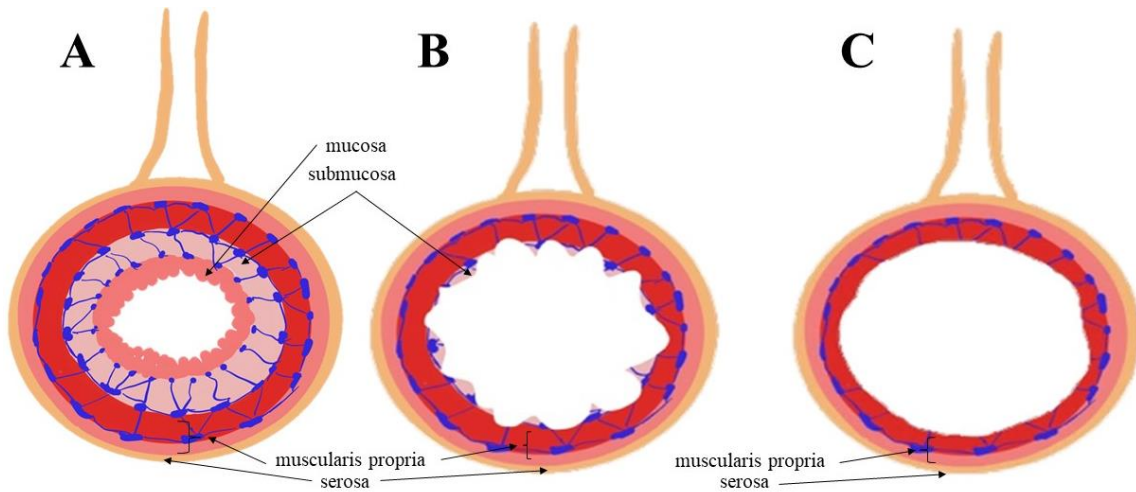 A
B
C
mucosa
submucosa
muscularis propria
serosa
muscularis propria
serosa